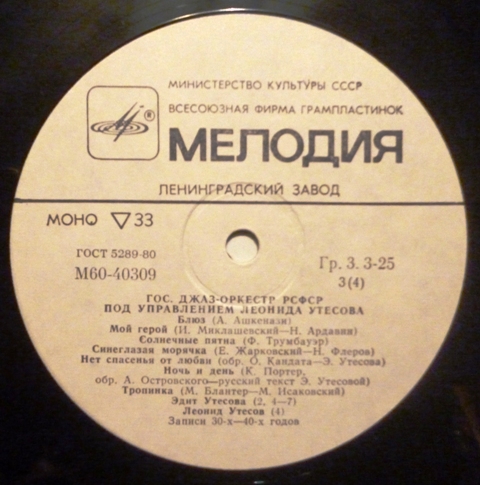 МИНИСТЕРСТВО КУЛЬТУРЫ СССР
ВСЕСОЮЗНАЯ ФИРМА ГРАМПЛАСТИНОК
®
МЕЛОДИЯ
ЛЕНИНГРАДСКИЙ ЗАВОД
МОНО ▽ 33
ГОСТ 5289-80
М60-40309
Гр. 3. 3-25
3(4)
ГОС. ДЖАЗ-ОРКЕСТР РСФСР
ПОД УПРАВЛЕНИЕМ ЛЕОНИДА УТЕСОВА
Блюз (А. Ашкенази)
Мой герой (И. Миклашевский—Н. Арданин)
Солнечные пятна (Ф. Трумбауэр)
Синеглазая морячка (Е. Жарковский—Н. Флеров)
Нет спасенья от любви (обр. О. Кандата—Э. Утесова)
Ночь и день (К. Портер,
обр. А. Островского—русский текст Э. Утесовой)
Тропинка (М. Блантер—М. Исаковский)
Эдит Утесова (2, 4—7)
Леонид Утесов (4)
Записи 30-х—40-х годов